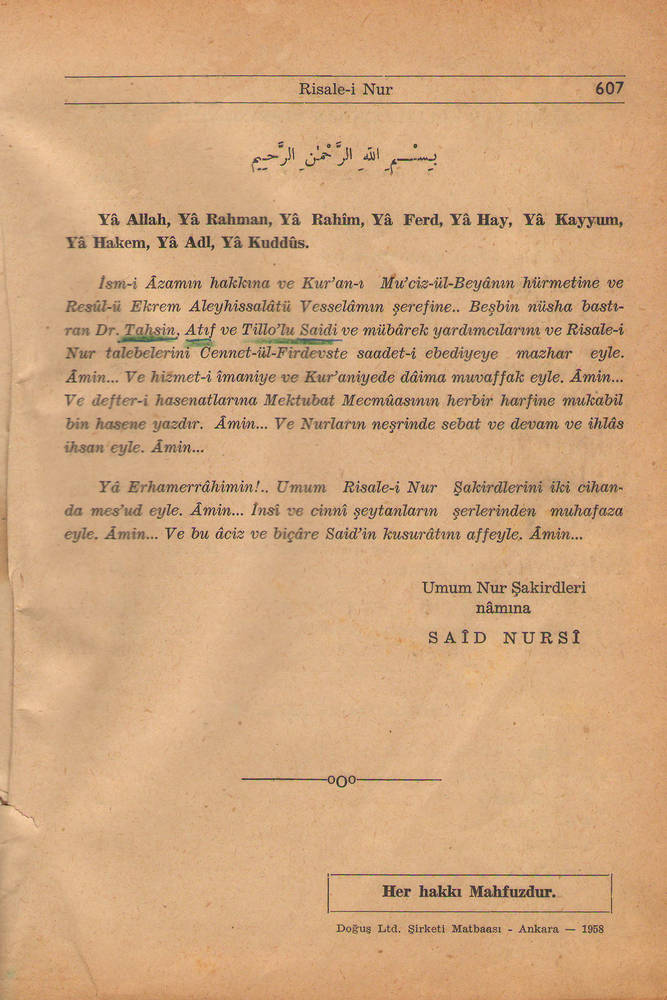 Risale-i Nur 607
بِسْمِ اللهِ الرَّحْمٰنِ الرَّحِيمِ
Yâ Allah, Yâ Rahman, Yâ Rahîm, Yâ Ferd, Yâ Hay, Yâ Kayyum,
Yâ Hakem, Yâ Adl, Yâ Kuddûs.
İsm-i Âzamın hakkına ve Kur'an-ı Mu'ciz-ül-Beyânın hürmetine ve
Resûl-ü Ekrem Aleyhissalâtü Vesselâmın şerefine.. Beşbin nüsha bastı-
ran Dr. Tahsin, Atıf ve Tillo'lu Saidi ve mübârek yardımcılarını ve Risale-i
Nur talebelerini Cennet-ül-Firdevste saadet-i ebediyeye mazhar eyle.
Âmin... Ve hizmet-i îmaniye ve Kur'aniyede dâima muvaffak eyle. Âmin...
Ve defter-i hasenatlarına Mektubat Mecmûasının herbir harfine mukabil
bin hasene yazdır. Âmin... Ve Nurların neşrinde sebat ve devam ve ihlâs
ihsan eyle. Âmin...
Yâ Erhamerrâhimin!.. Umum Risale-i Nur Şakirdlerini iki cihan-
da mes'ud eyle. Âmin... İnsî ve cinnî şeytanların şerlerinden muhafaza
eyle. Âmin... Ve bu âciz ve biçâre Said'in kusurâtını affeyle. Âmin...
Umum Nur Şakirdleri
nâmına
SAÎD NURSÎ
oOo
Her hakkı Mahfuzdur.
Doğuş Ltd. Şirketi Matbaası - Ankara — 1958